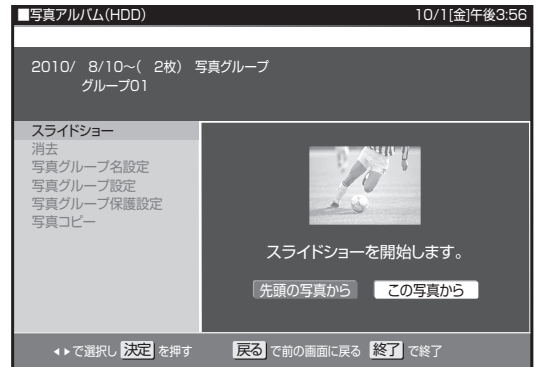 ■写真アルバム(HDD) 10/1[金]午後3:56
2010/ 8/10～( 2枚) 写真グループ
グループ01
スライドショー
消去
写真グループ名設定
写真グループ設定
写真グループ保護設定
写真コピー
スライドショーを開始します。
先頭の写真から この写真から
◂ ▸で選択し 決定 を押す 戻る で前の画面に戻る 終了 で終了